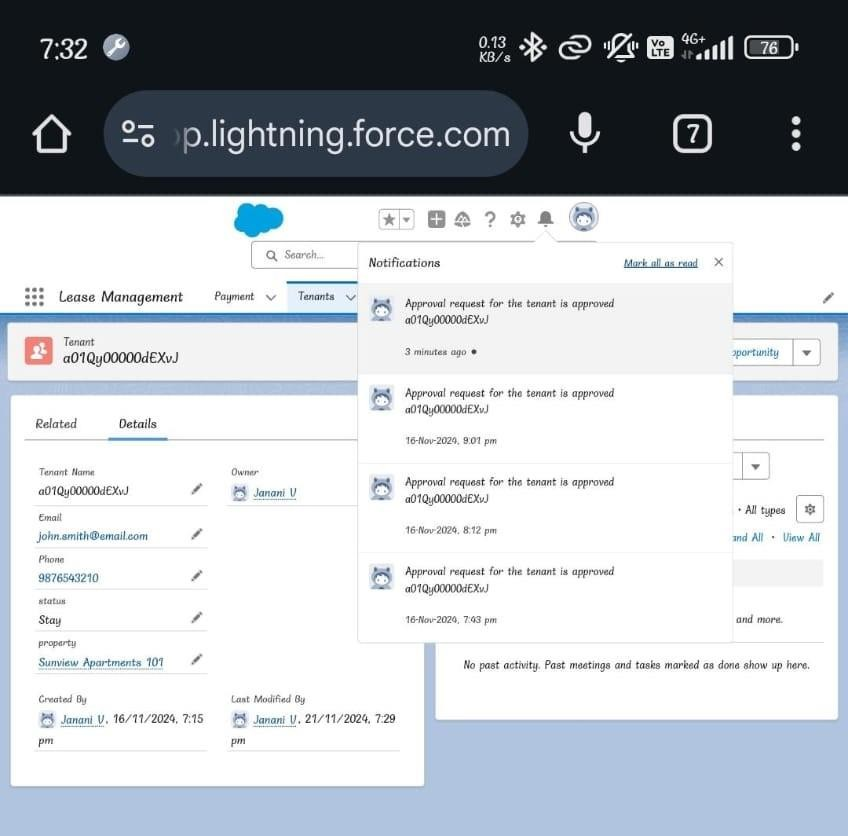 7:32
0.13
KB/s
Vo
LTE
4G+
76
p.lightning.force.com
7
Search...
Notifications
Mark all as read
Lease Management
Payment
Tenants
Approval request for the tenant is approved
a01Qy00000dEXvJ
3 minutes ago
Tenant
a01Qy00000dEXvJ
Approval request for the tenant is approved
a01Qy00000dEXvJ
16-Nov-2024, 9:01 pm
Related
Details
Approval request for the tenant is approved
a01Qy00000dEXvJ
16-Nov-2024, 8:12 pm
Approval request for the tenant is approved
a01Qy00000dEXvJ
16-Nov-2024, 7:43 pm
Tenant Name
a01Qy00000dEXvJ
Owner
Janani V
Email
john.smith@email.com
Phone
9876543210
status
Stay
property
Sunview Apartments 101
Created By
Janani V, 16/11/2024, 7:15
pm
Last Modified By
Janani V, 21/11/2024, 7:29
pm
• All types
All • View All
and more.
No past activity. Past meetings and tasks marked as done show up here.